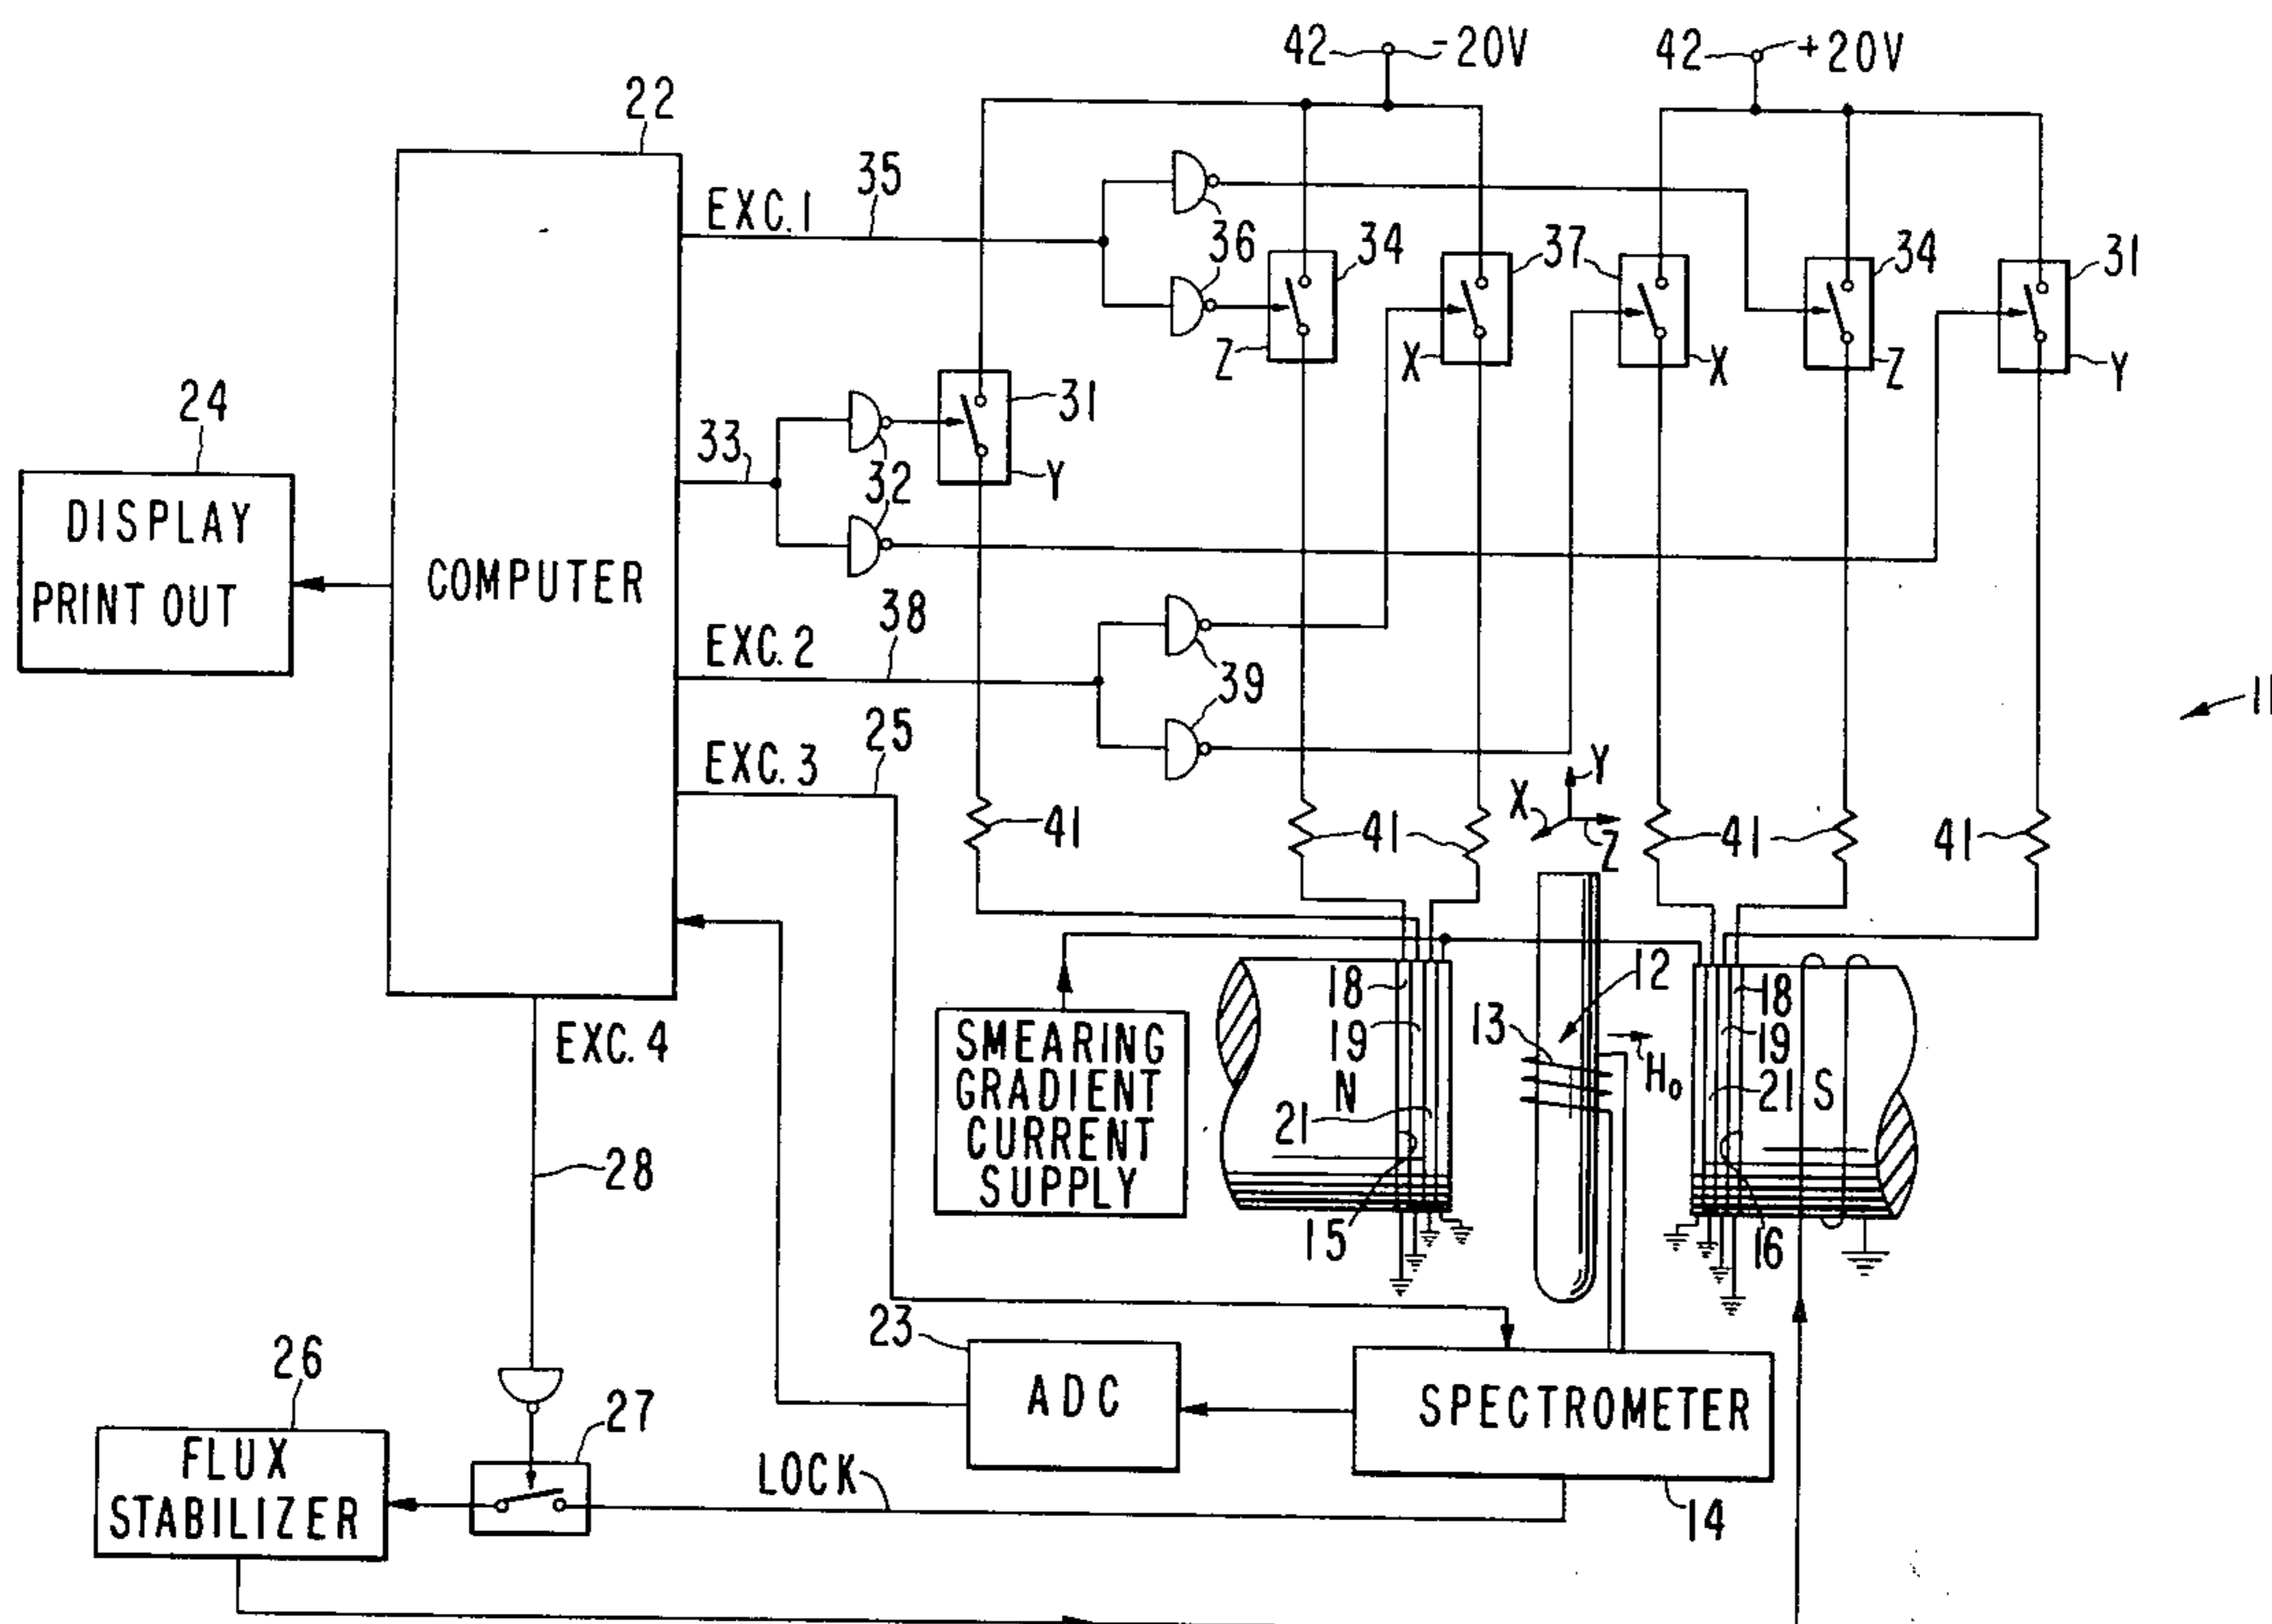 42 -20V
42 +20V
22
35
EXC.1
36
34
37
34
31
Z
X
X
Z
Y
24
33
31
32
Y
DISPLAY
PRINT OUT
COMPUTER
38
EXC.2
39
11
25
EXC.3
Y
X
Z
41
41
41
41
12
18
19
N
21
13
H0
18
19
21 S
SMEARING
GRADIENT
CURRENT
SUPPLY
EXC.4
28
15
16
23
26
27
ADC
SPECTROMETER
FLUX
STABILIZER
LOCK
14